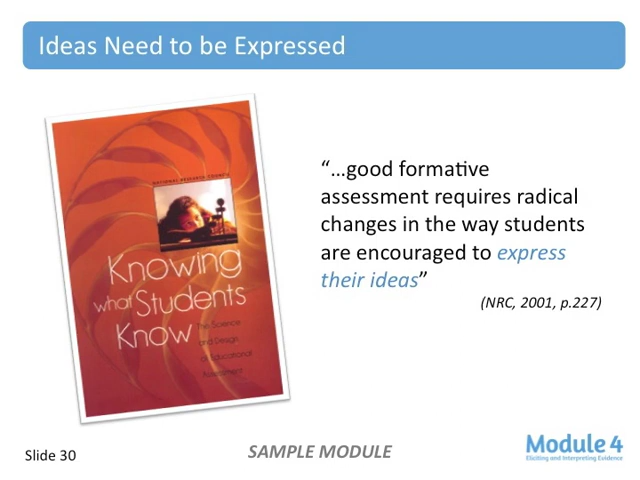 Ideas Need to be Expressed
NATIONAL RESEARCH COUNCIL
Knowing
what Students
Know
The Science
and Design
of Educational
Assessment
“…good formative
assessment requires radical
changes in the way students
are encouraged to express
their ideas”
(NRC, 2001, p.227)
Slide 30
SAMPLE MODULE
Module 4
Eliciting and Interpreting Evidence